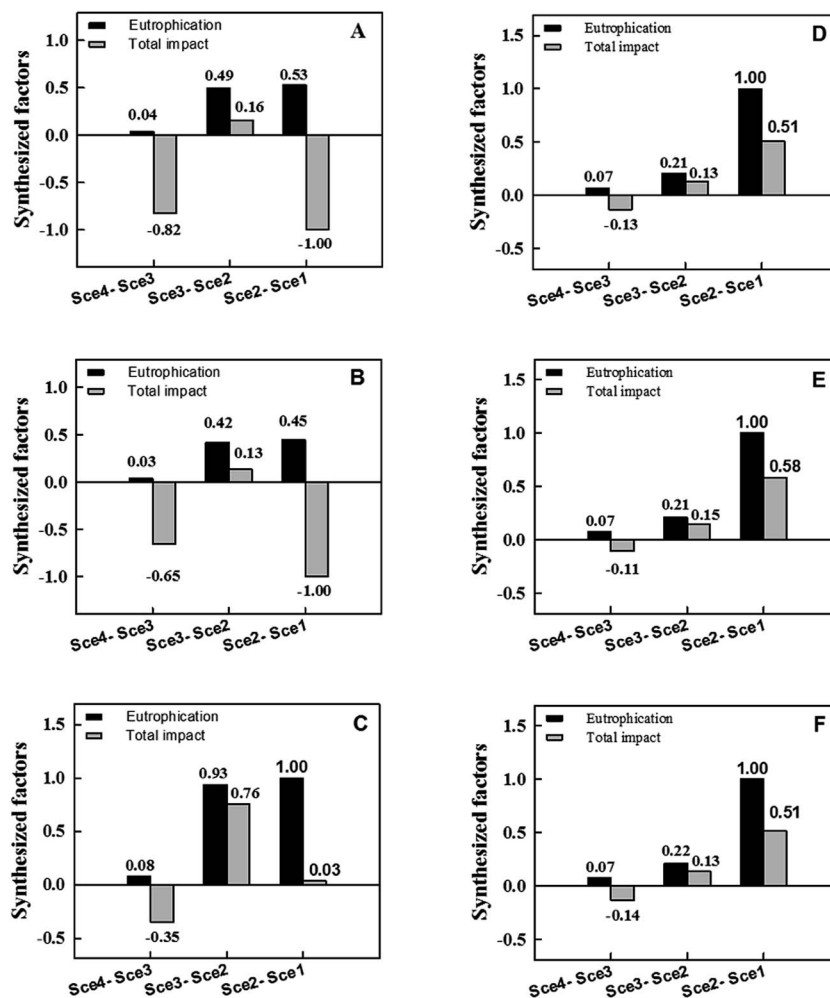 Synthesized factors
1.0
0.5
0.0
-0.5
-1.0
Eutrophication
Total impact
A
0.04
-0.82
0.49
0.16
0.53
-1.00
Sce4-Sce3
Sce3-Sce2
Sce2-Sce1
Synthesized factors
1.5
1.0
0.5
0.0
-0.5
Eutrophication
Total impact
D
0.07
-0.13
0.21
0.13
1.00
0.51
Sce4-Sce3
Sce3-Sce2
Sce2-Sce1
Synthesized factors
1.0
0.5
0.0
-0.5
-1.0
Eutrophication
Total impact
B
0.03
-0.65
0.42
0.13
0.45
-1.00
Sce4-Sce3
Sce3-Sce2
Sce2-Sce1
Synthesized factors
1.5
1.0
0.5
0.0
-0.5
Eutrophication
Total impact
E
0.07
-0.11
0.21
0.15
1.00
0.58
Sce4-Sce3
Sce3-Sce2
Sce2-Sce1
Synthesized factors
1.5
1.0
0.5
0.0
-0.5
Eutrophication
Total impact
C
0.08
-0.35
0.93
0.76
1.00
0.03
Sce4-Sce3
Sce3-Sce2
Sce2-Sce1
Synthesized factors
1.5
1.0
0.5
0.0
-0.5
Eutrophication
Total impact
F
0.07
-0.14
0.22
0.13
1.00
0.51
Sce4-Sce3
Sce3-Sce2
Sce2-Sce1